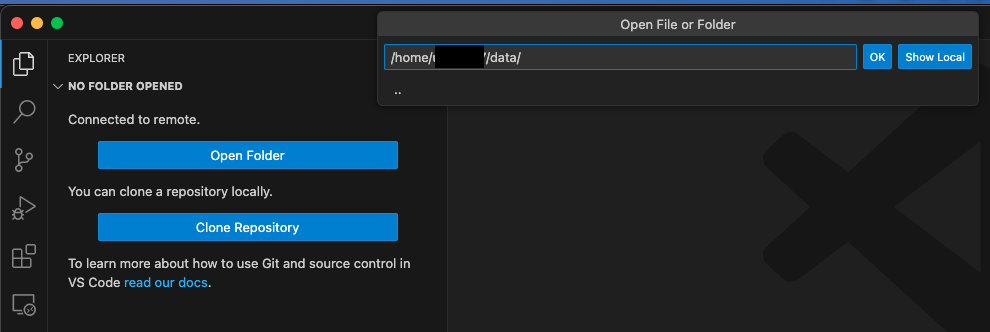 Open File or Folder
/home/ /data/
OK
Show Local
..
EXPLORER
NO FOLDER OPENED
Connected to remote.
Open Folder
You can clone a repository locally.
Clone Repository
To learn more about how to use Git and source control in
VS Code read our docs.